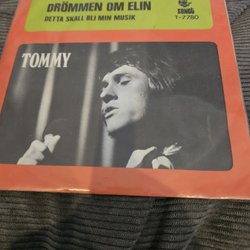 DRÖMMEN OM ELIN
DETTA SKALL BLI MIN MUSIK
SONET
T-7780
TOMMY